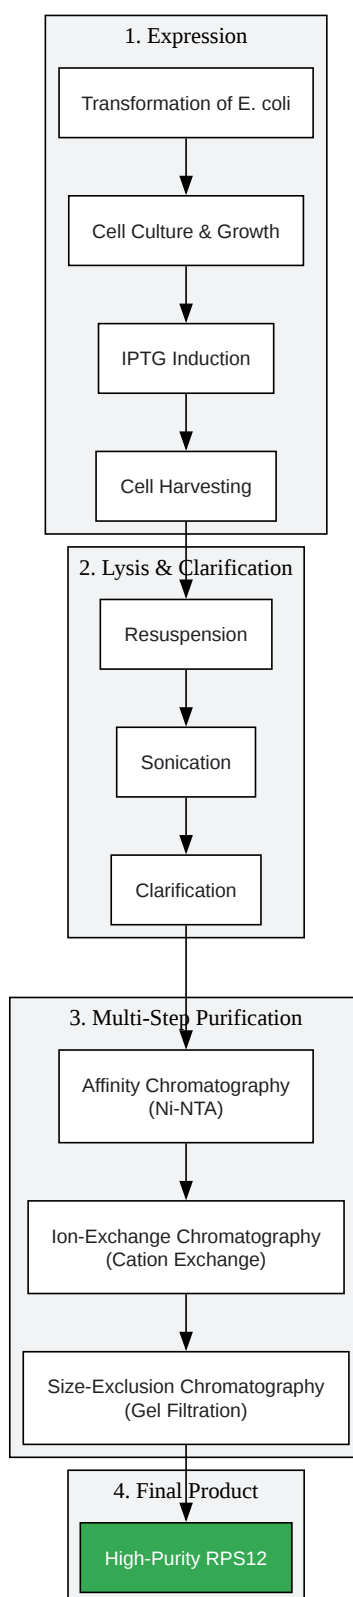 1. Expression
Transformation of E. coli
Cell Culture & Growth
IPTG Induction
Cell Harvesting
2. Lysis & Clarification
Resuspension
Sonication
Clarification
3. Multi-Step Purification
Affinity Chromatography
(Ni-NTA)
Ion-Exchange Chromatography
(Cation Exchange)
Size-Exclusion Chromatography
(Gel Filtration)
4. Final Product
High-Purity RPS12